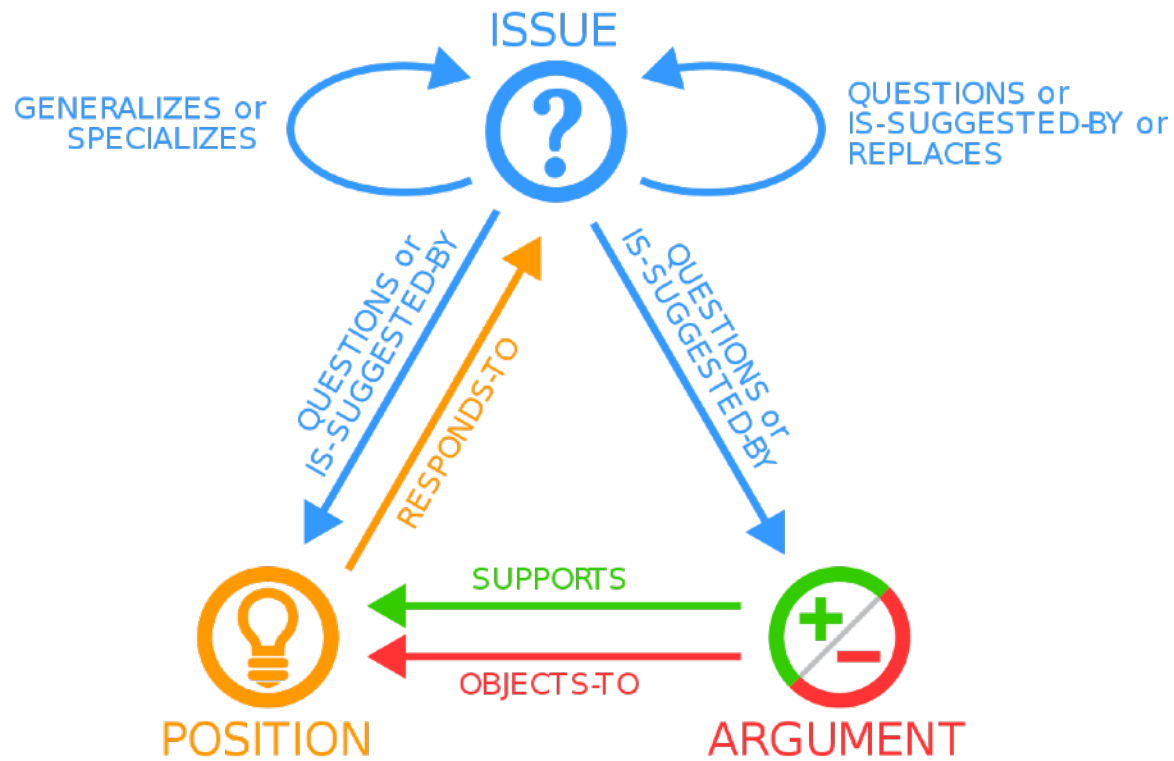 ISSUE
GENERALIZES or
SPECIALIZES
?
QUESTIONS or
IS-SUGGESTED-BY or
REPLACES
QUESTIONS or
IS-SUGGESTED-BY
RESPONDS-TO
QUESTIONS or
IS-SUGGESTED-BY
SUPPORTS
OBJECTS-TO
+
−
POSITION
ARGUMENT